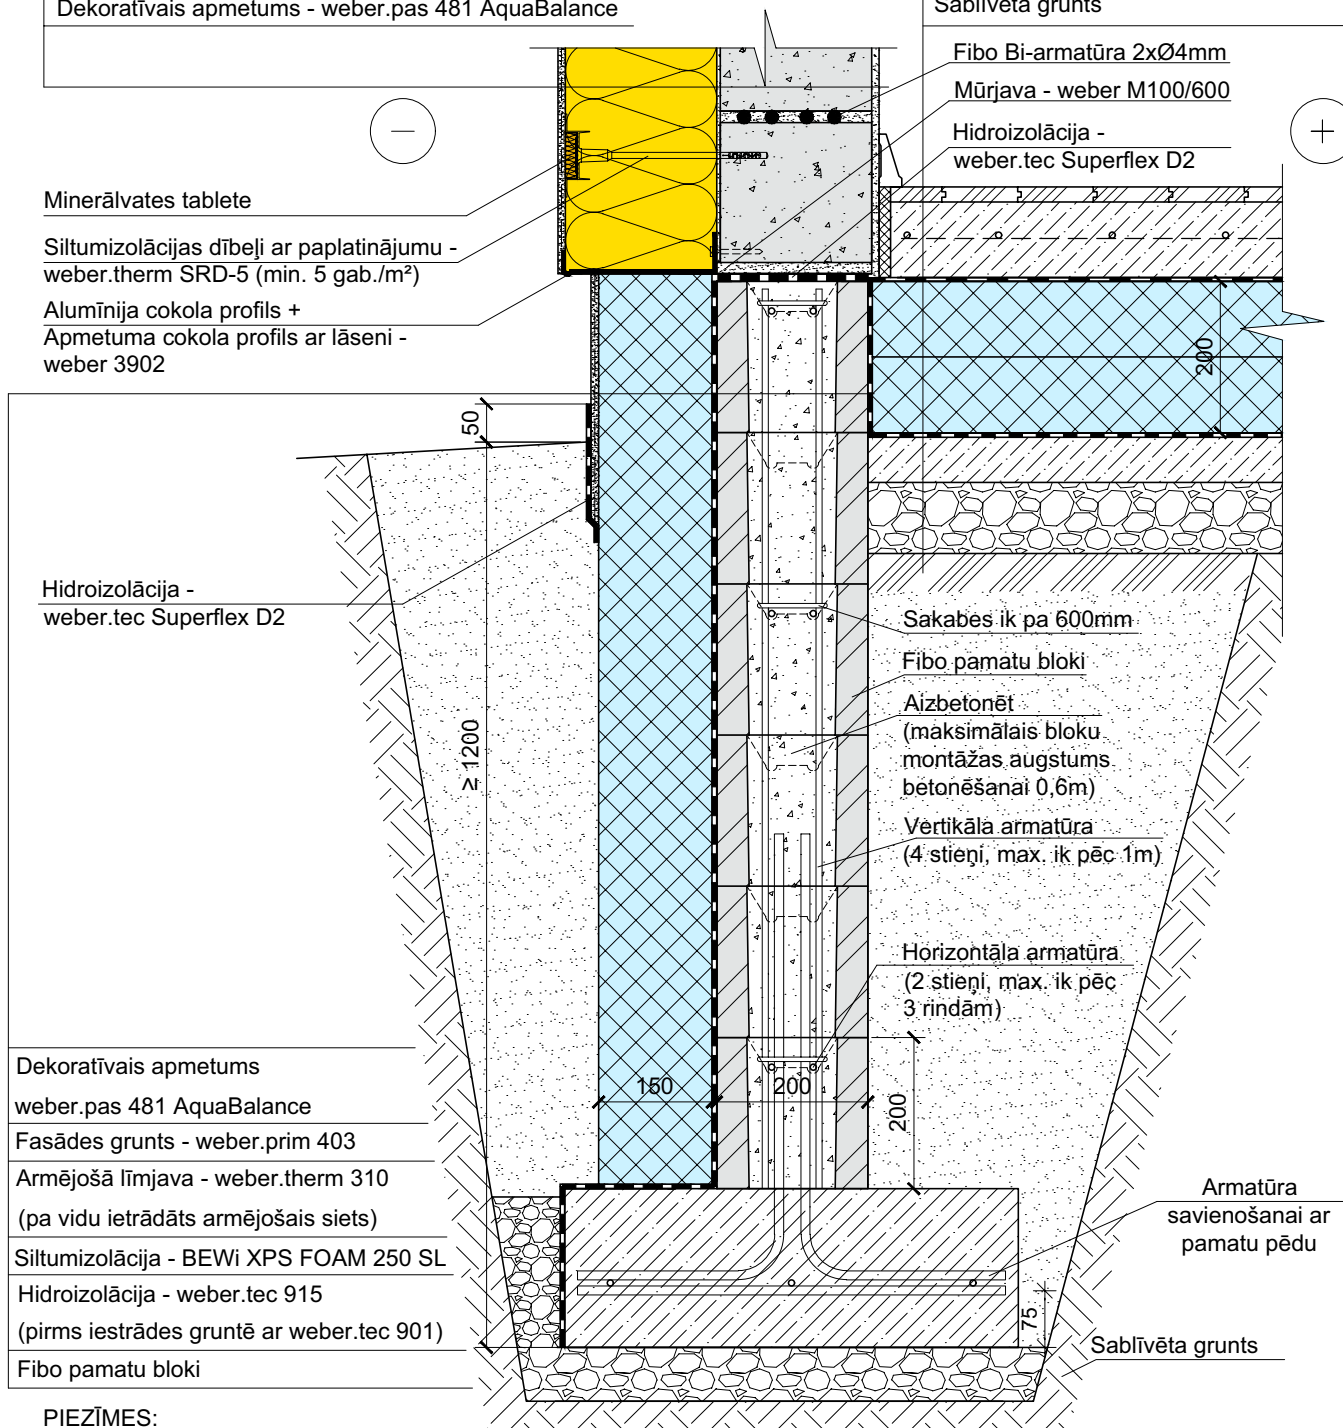 Dekoratīvais apmetums - weber.pas 481 AquaBalance
Sablīvēta grunts
Fibo Bi-armatūra 2xØ4mm
Mūrjava - weber M100/600
Hidroizolācija -
weber.tec Superflex D2
Minerālvates tablete
Siltumizolācijas dībeļi ar paplatinājumu -
weber.therm SRD-5 (min. 5 gab./m²)
Alumīnija cokola profils +
Apmetuma cokola profils ar lāseni -
weber 3902
200
50
Hidroizolācija -
weber.tec Superflex D2
≥ 1200
Sakabes ik pa 600mm
Fibo pamatu bloki
Aizbetonēt
(maksimālais bloku
montāžas augstums
betonēšanai 0,6m)
Vertikāla armatūra
(4 stieņi, max. ik pēc 1m)
Horizontāla armatūra
(2 stieņi, max. ik pēc
3 rindām)
150
200
200
Dekoratīvais apmetums
weber.pas 481 AquaBalance
Fasādes grunts - weber.prim 403
Armējošā līmjava - weber.therm 310
(pa vidu ietrādāts armējošais siets)
Siltumizolācija - BEWi XPS FOAM 250 SL
Hidroizolācija - weber.tec 915
(pirms iestrādes gruntē ar weber.tec 901)
Fibo pamatu bloki
Armatūra
savienošanai ar
pamatu pēdu
75
Sablīvēta grunts
PIEZĪMES: